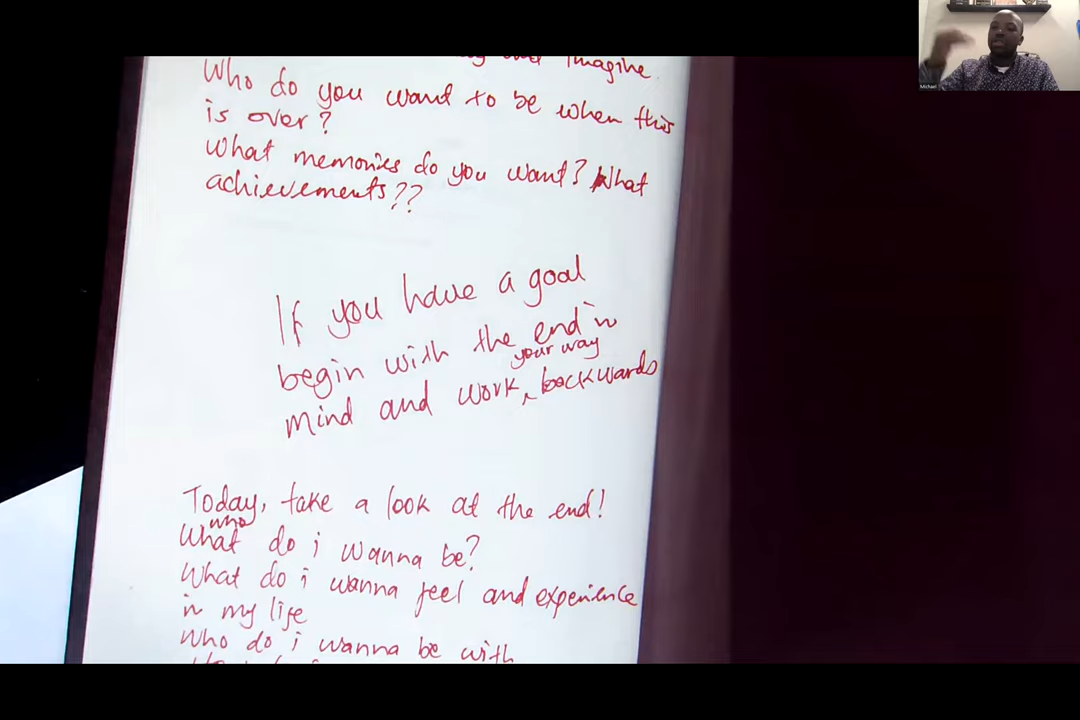 and imagine
Who do you want to be when this
is over?
What memories do you want? What
achievements??
If you have a goal
begin with the end in
your way
mind and work ‸ backwards
Today, take a look at the end!
who
What do i wanna be?
What do i wanna feel and experience
in my life
Who do i wanna be with
Michael